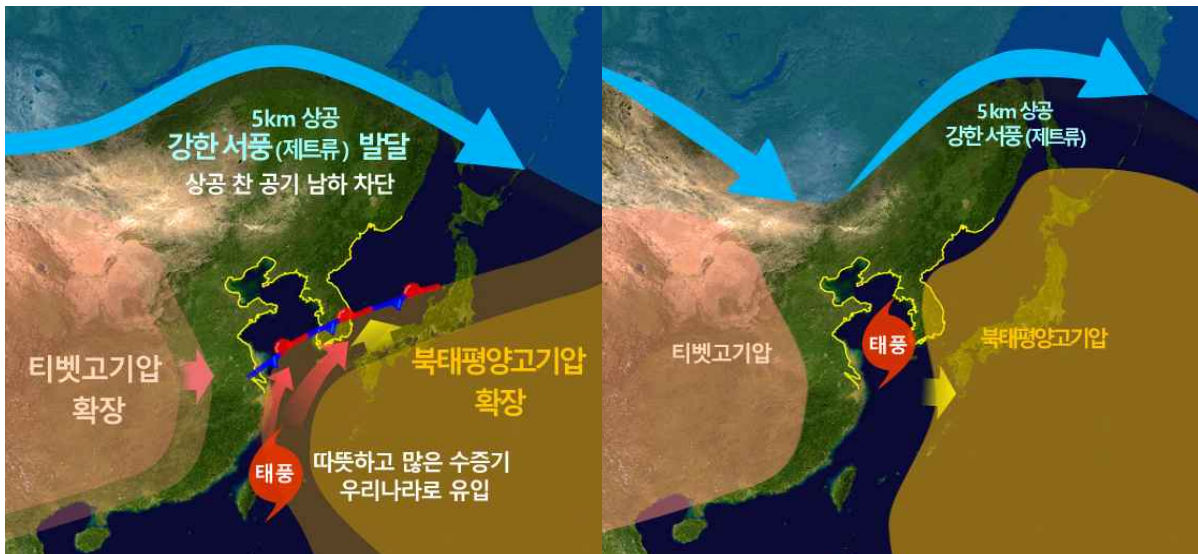 5km 상공
강한 서풍(제트류) 발달
상공 찬 공기 남하 차단
티벳고기압
확장
북태평양고기압
확장
태풍
따뜻하고 많은 수증기
우리나라로 유입
5km 상공
강한 서풍(제트류)
티벳고기압
태풍
북태평양고기압